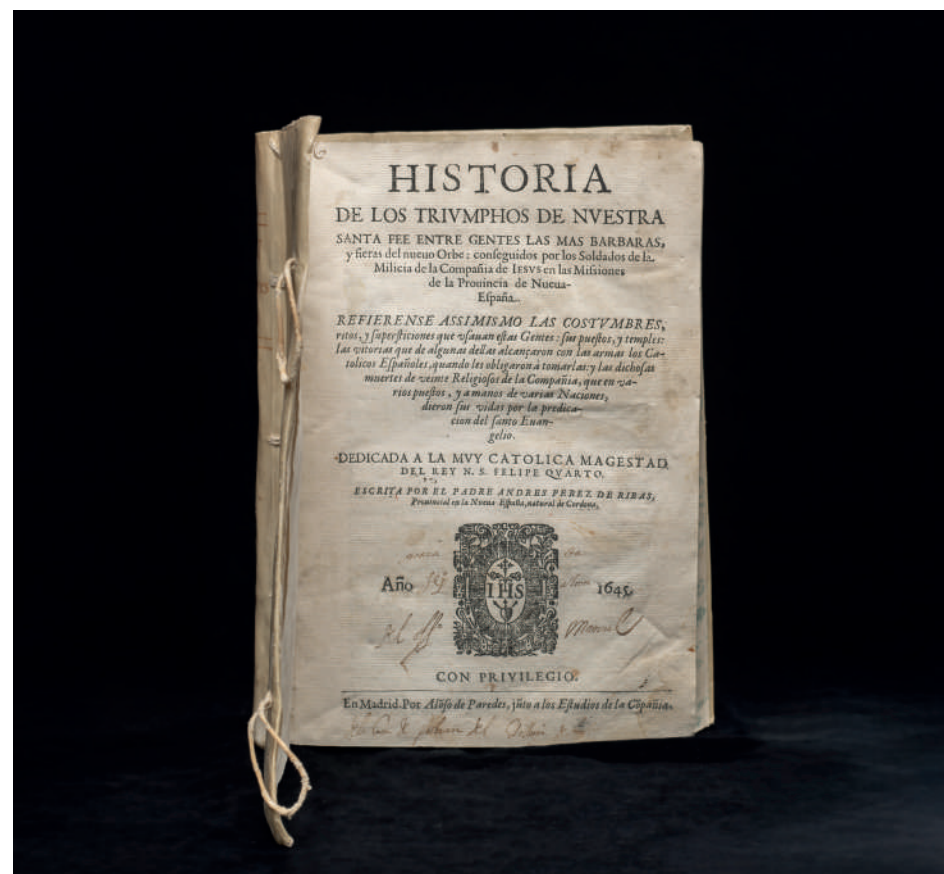 HISTORIA
DE LOS TRIVMPHOS DE NVESTRA
SANTA FEE ENTRE GENTES LAS MAS BARBARAS,
y fieras del nueuo Orbe: conseguidos por los Soldados de la
Milicia de la Compañia de IESVS en las Missiones
de la Prouincia de Nueua-
España.
REFIERENSE ASSIMISMO LAS COSTVMBRES,
ritos, y supersticiones que vsauan estas Gentes: sus puestos, y temples:
las vitorias que de algunas dellas alcançaron con las armas los Ca-
tolicos Españoles, quando les obligaron à tomarlas: y las dichosas
muertes de veinte Religiosos de la Compañia, que en va-
rios puestos, y a manos de varias Naciones,
dieron sus vidas por la predica-
cion del santo Euan-
gelio.
DEDICADA A LA MVY CATOLICA MAGESTAD
DEL REY N. S. FELIPE QVARTO.
ESCRITA POR EL PADRE ANDRES PEREZ DE RIBAS,
Prouincial en la Nueua España, natural de Cordoua.
Año 1645.
IHS
CON PRIVILEGIO.
En Madrid. Por Alõso de Paredes, jũto a los Estudios de la Cõpañia.